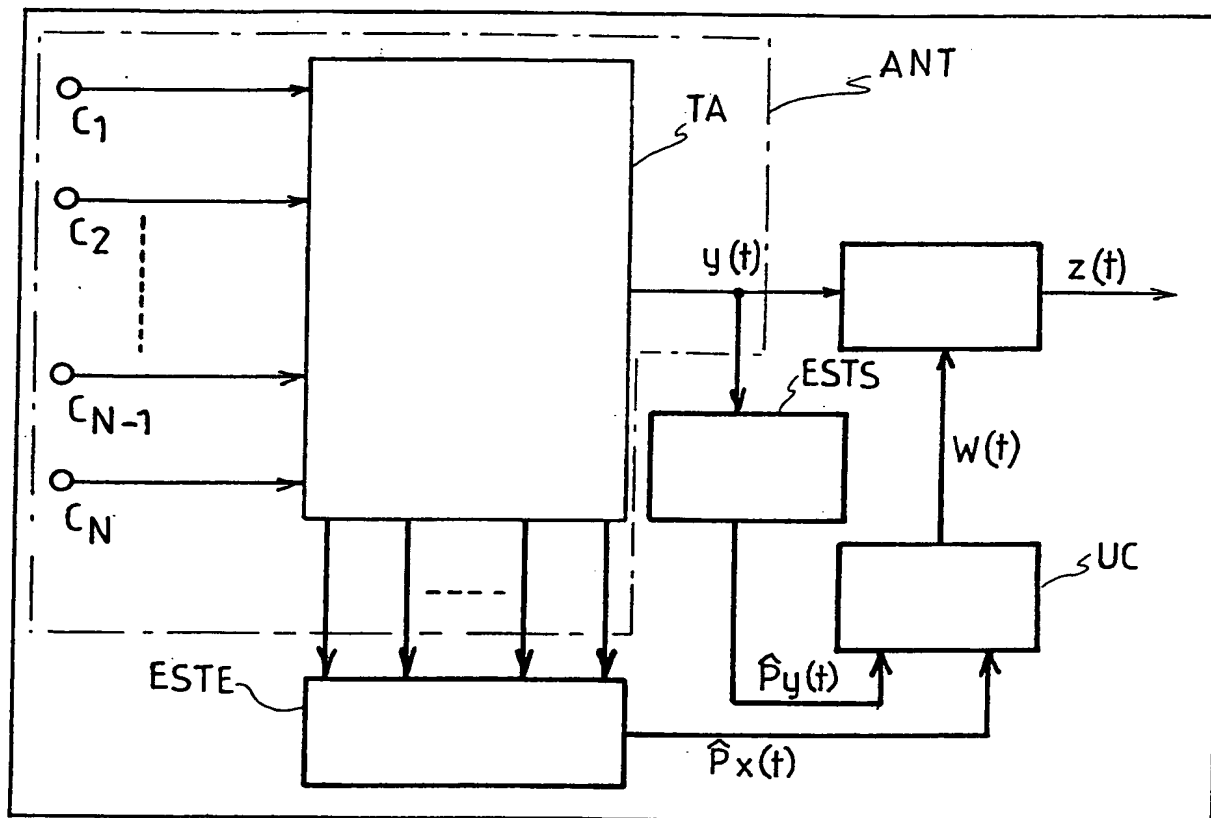 ANT
TA
C1
C2
y(t)
z(t)
ESTS
CN-1
W(t)
CN
UC
ESTE
P̂y(t)
P̂x(t)